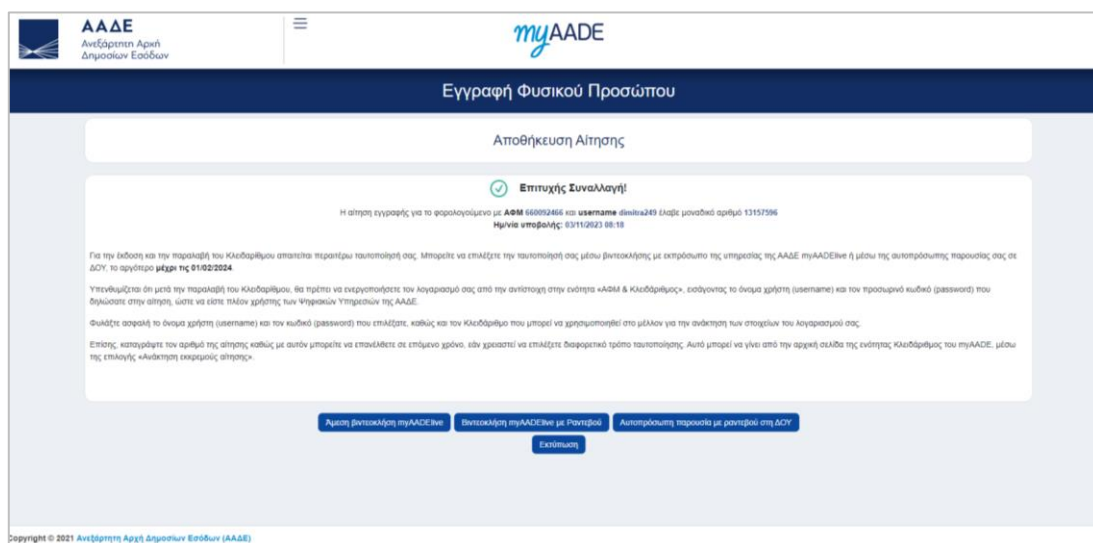 ΑΑΔΕ
Ανεξάρτητη Αρχή
Δημοσίων Εσόδων
myAADE
Εγγραφή Φυσικού Προσώπου
Αποθήκευση Αίτησης
Επιτυχής Συναλλαγή!
Η αίτηση εγγραφής για το φορολογούμενο με ΑΦΜ 660092466 και username dimitra249 έλαβε μοναδικό αριθμό 13157596
Ημ/νία υποβολής: 03/11/2023 08:18
Για την έκδοση και την παραλαβή του Κλειδαρίθμου απαιτείται περαιτέρω ταυτοποίησή σας. Μπορείτε να επιλέξετε την ταυτοποίησή σας μέσω βιντεοκλήσης με εκπρόσωπο της υπηρεσίας της ΑΑΔΕ myAADElive ή μέσω της αυτοπρόσωπης παρουσίας σας σε
ΔΟΥ, το αργότερο μέχρι τις 01/02/2024.
Υπενθυμίζεται ότι μετά την παραλαβή του Κλειδαρίθμου, θα πρέπει να ενεργοποιήσετε τον λογαριασμό σας από την αντίστοιχη στην ενότητα «ΑΦΜ & Κλειδάριθμος», εισάγοντας το όνομα χρήστη (username) και τον προσωρινό κωδικό (password) που
δηλώσατε στην αίτηση, ώστε να είστε πλέον χρήστης των Ψηφιακών Υπηρεσιών της ΑΑΔΕ.
Φυλάξτε ασφαλή το όνομα χρήστη (username) και τον κωδικό (password) που επιλέξατε, καθώς και τον Κλειδάριθμο που μπορεί να χρησιμοποιηθεί στο μέλλον για την ανάκτηση των στοιχείων του λογαριασμού σας.
Επίσης, καταγράψτε τον αριθμό της αίτησης καθώς με αυτόν μπορείτε να επανέλθετε σε επόμενο χρόνο, εάν χρειαστεί να επιλέξετε διαφορετικό τρόπο ταυτοποίησης. Αυτό μπορεί να γίνει από την αρχική σελίδα της ενότητας Κλειδάριθμος του myAADE, μέσω
της επιλογής «Ανάκτηση εκκρεμούς αίτησης».
Άμεση βιντεοκλήση myAADElive Βιντεοκλήση myAADElive με Ραντεβού Αυτοπρόσωπη παρουσία με ραντεβού στη ΔΟΥ
Εκτύπωση
Copyright © 2021 Ανεξάρτητη Αρχή Δημοσίων Εσόδων (ΑΑΔΕ)